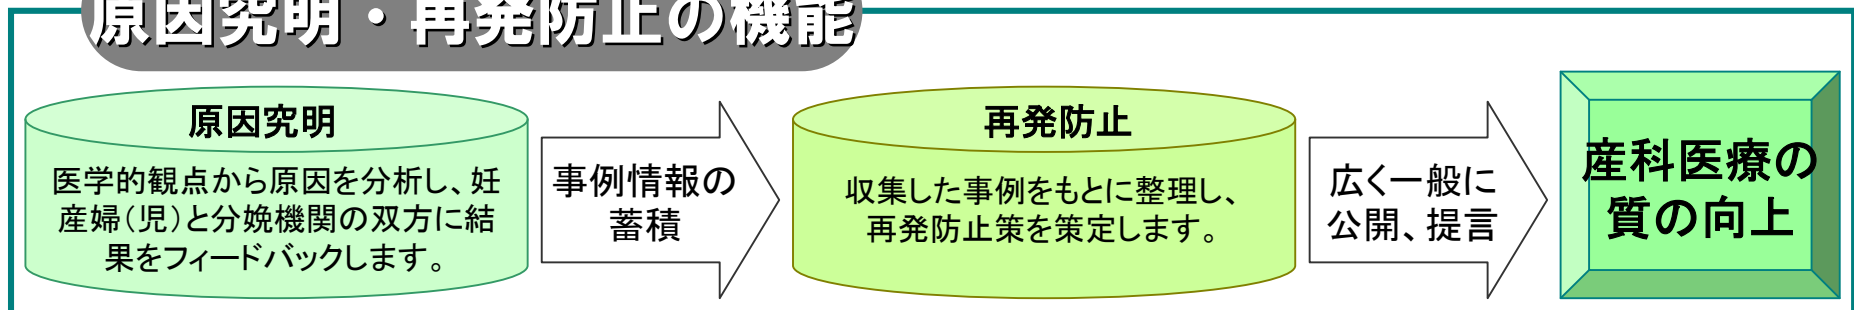 原因究明・再発防止の機能
原因究明
医学的観点から原因を分析し、妊
産婦(児)と分娩機関の双方に結
果をフィードバックします。
事例情報の
蓄積
再発防止
収集した事例をもとに整理し、
再発防止策を策定します。
広く一般に
公開、提言
産科医療の
質の向上